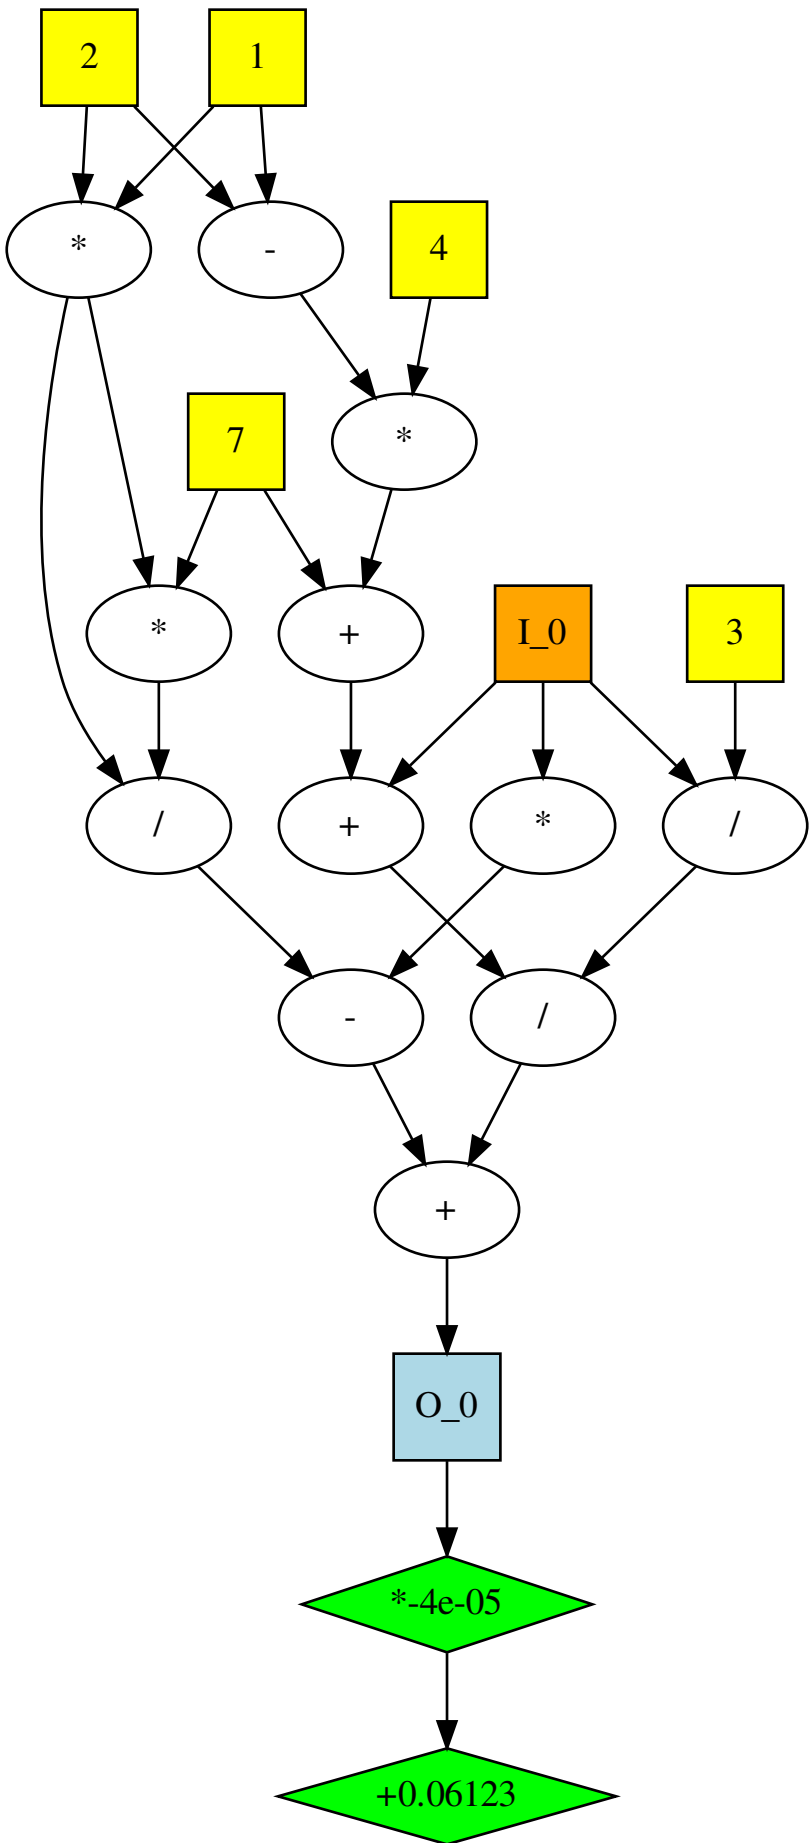 2 1
* - 4
7 *
* + I_0 3
/ + * /
- /
+
O_0
*-4e-05
+0.06123